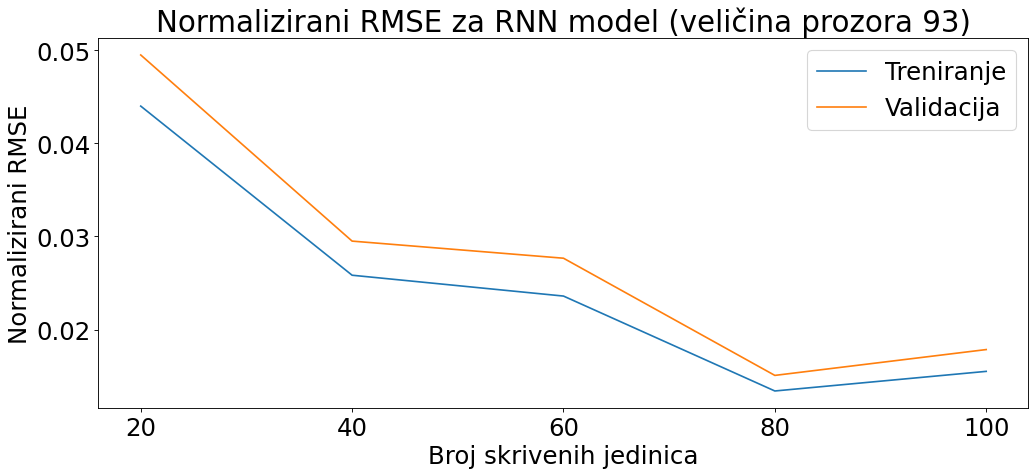 Normalizirani RMSE za RNN model (veličina prozora 93)
0.05
0.04
0.03
0.02
Normalizirani RMSE
Treniranje
Validacija
20 40 60 80 100
Broj skrivenih jedinica